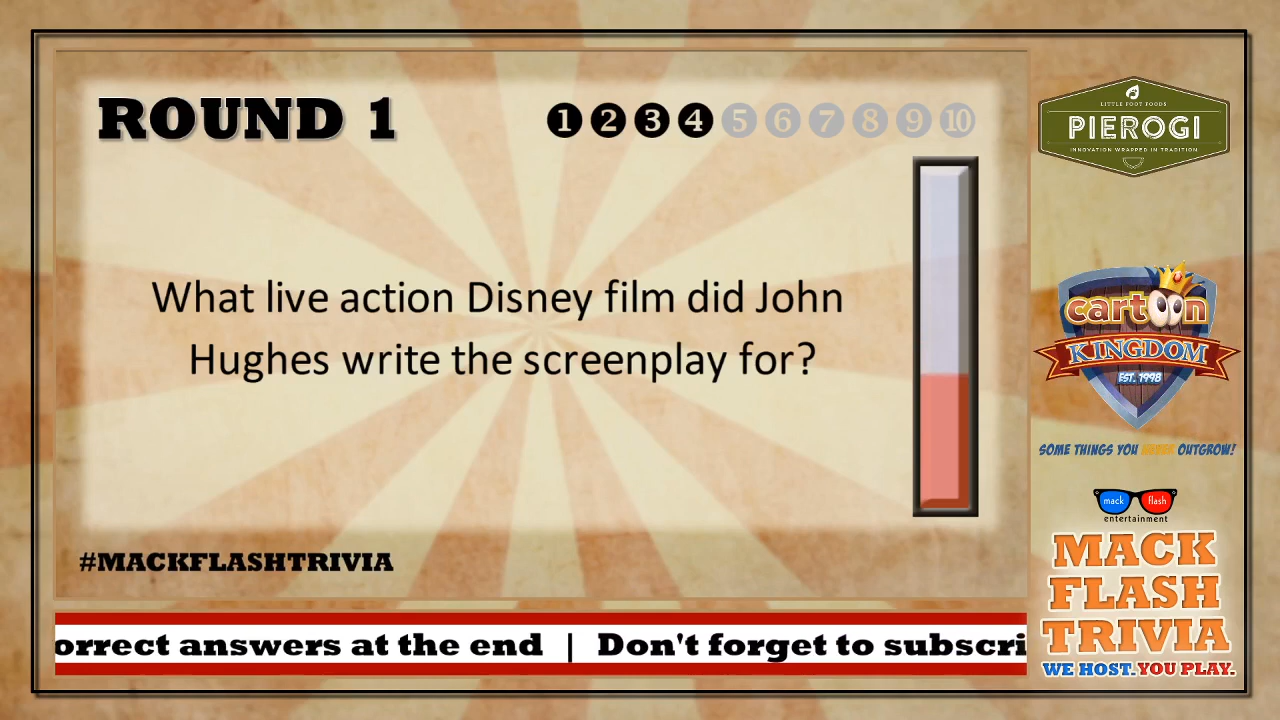 ROUND 1
1 2 3 4 5 6 7 8 9 10
What live action Disney film did John
Hughes write the screenplay for?
#MACKFLASHTRIVIA
orrect answers at the end | Don't forget to subscri
LITTLE FOOT FOODS
PIEROGI
INNOVATION WRAPPED IN TRADITION
cartoon
KINGDOM
EST. 1998
SOME THINGS YOU NEVER OUTGROW!
mack flash
entertainment
MACK
FLASH
TRIVIA
WE HOST. YOU PLAY.